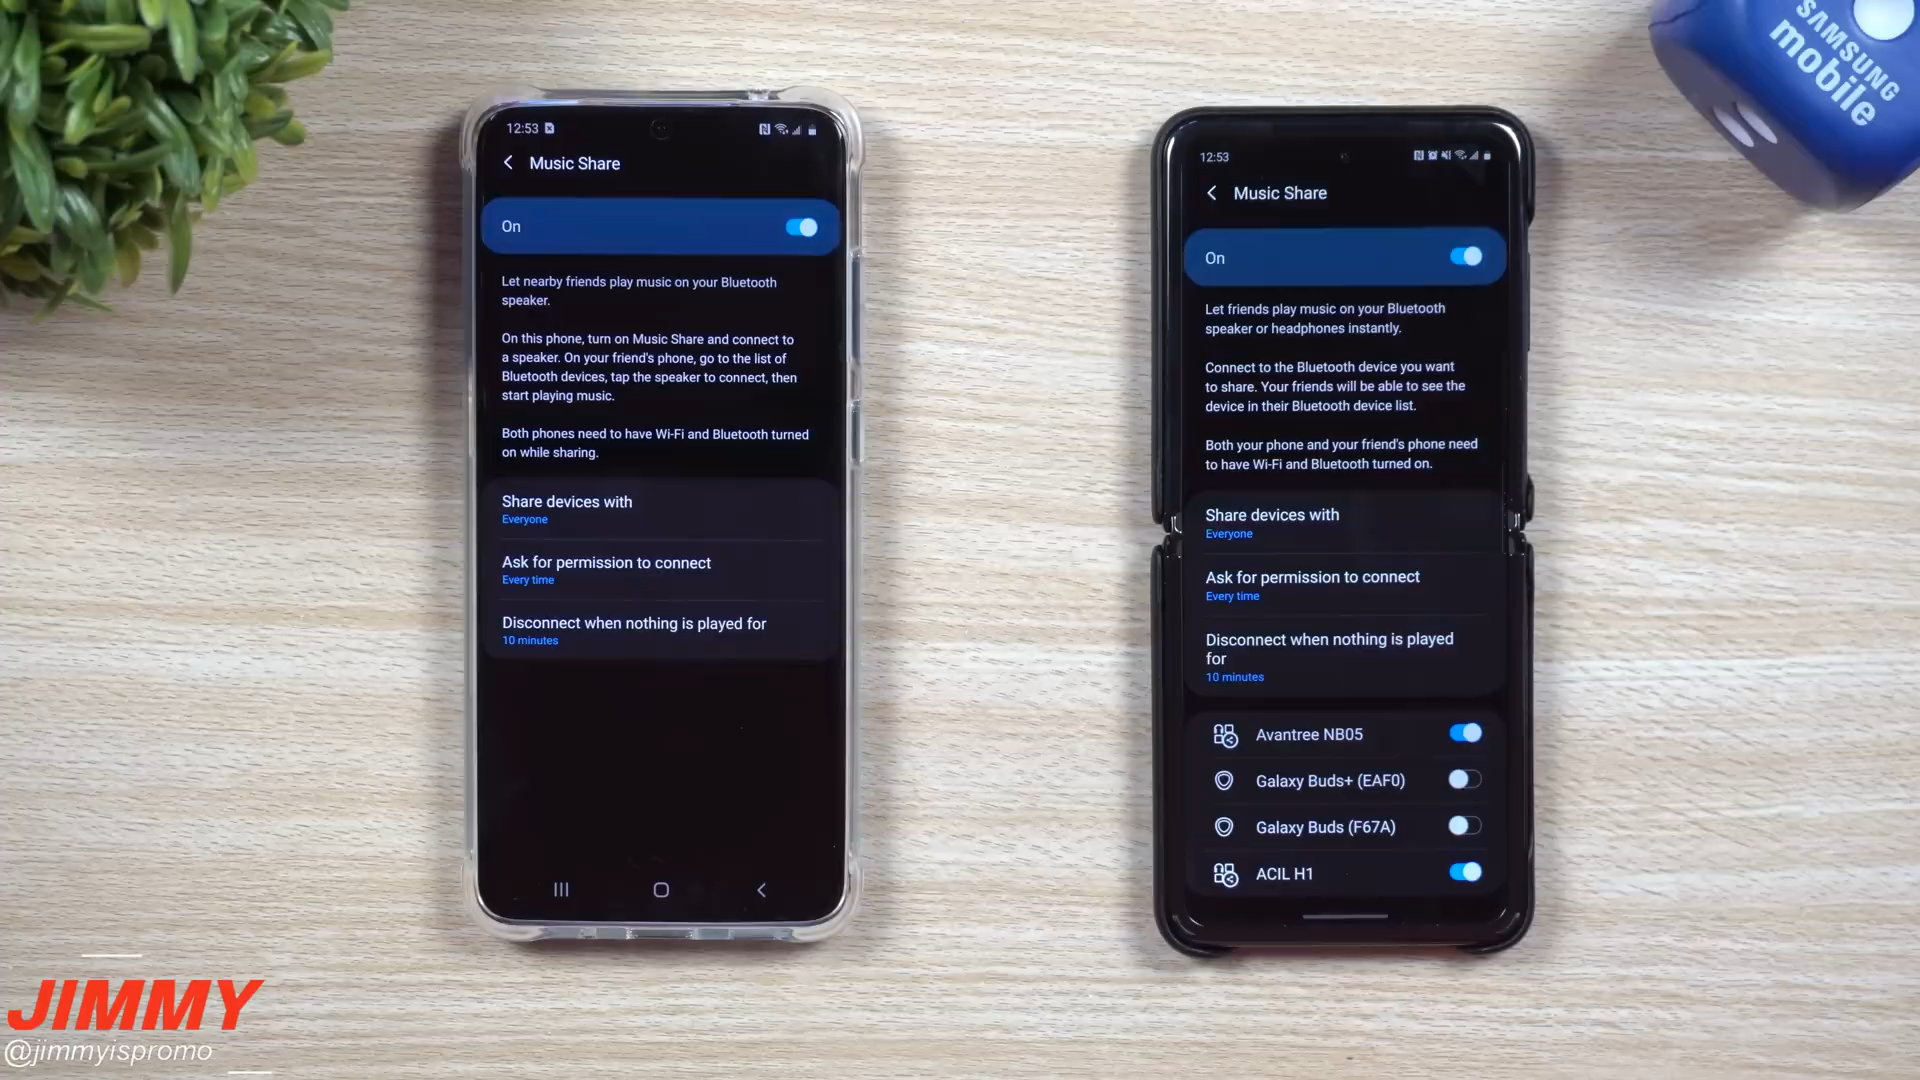 12:53
Music Share
On
Let nearby friends play music on your Bluetooth
speaker.
On this phone, turn on Music Share and connect to
a speaker. On your friend's phone, go to the list of
Bluetooth devices, tap the speaker to connect, then
start playing music.
Both phones need to have Wi-Fi and Bluetooth turned
on while sharing.
Share devices with
Everyone
Ask for permission to connect
Every time
Disconnect when nothing is played for
10 minutes
12:53
Music Share
On
Let friends play music on your Bluetooth
speaker or headphones instantly.
Connect to the Bluetooth device you want
to share. Your friends will be able to see the
device in their Bluetooth device list.
Both your phone and your friend's phone need
to have Wi-Fi and Bluetooth turned on.
Share devices with
Everyone
Ask for permission to connect
Every time
Disconnect when nothing is played
for
10 minutes
Avantree NB05
Galaxy Buds+ (EAF0)
Galaxy Buds (F67A)
ACIL H1
SAMSUNG
mobile
JIMMY
@jimmyispromo